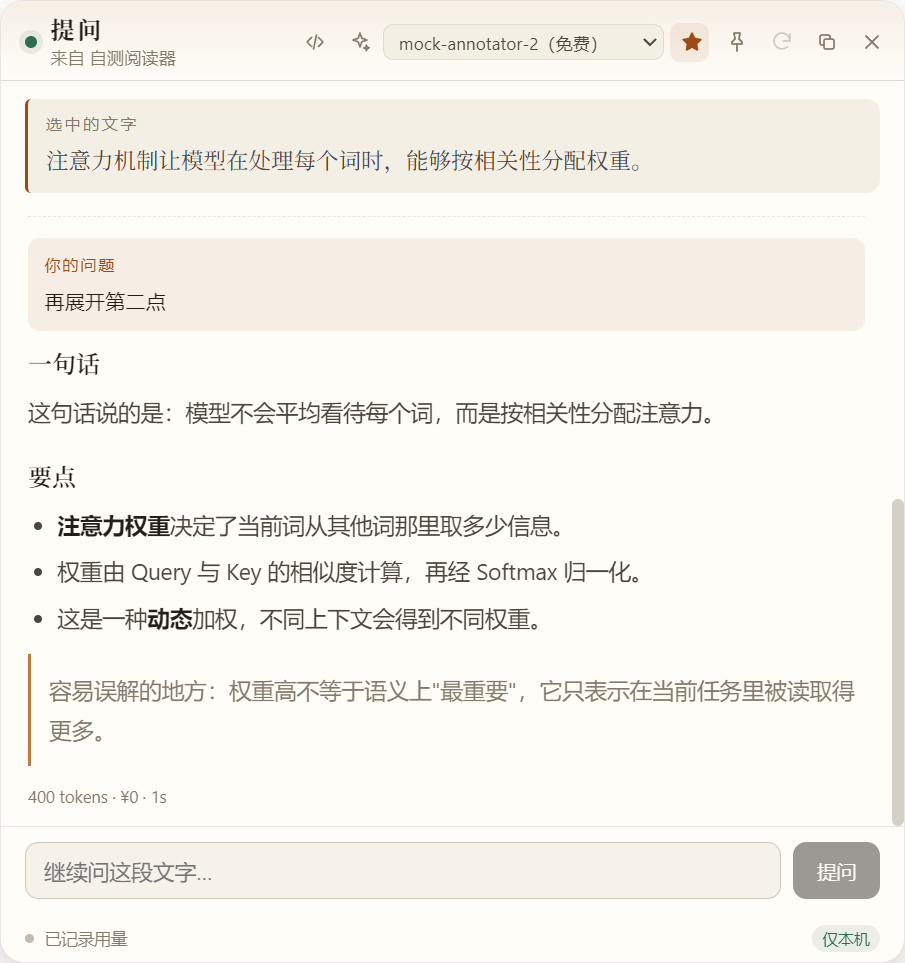 提问
来自 自测阅读器
mock-annotator-2（免费）
选中的文字
注意力机制让模型在处理每个词时，能够按相关性分配权重。
你的问题
再展开第二点
一句话
这句话说的是：模型不会平均看待每个词，而是按相关性分配注意力。
要点
注意力权重决定了当前词从其他词那里取多少信息。
权重由 Query 与 Key 的相似度计算，再经 Softmax 归一化。
这是一种动态加权，不同上下文会得到不同权重。
容易误解的地方：权重高不等于语义上"最重要"，它只表示在当前任务里被读取得
更多。
400 tokens · ¥0 · 1s
继续问这段文字...
提问
已记录用量
仅本机